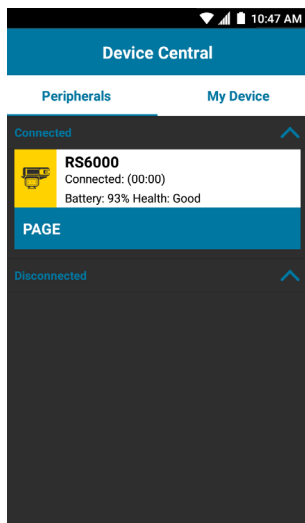 10:47 AM
Device Central
Peripherals
My Device
Connected
RS6000
Connected: (00:00)
Battery: 93% Health: Good
PAGE
Disconnected